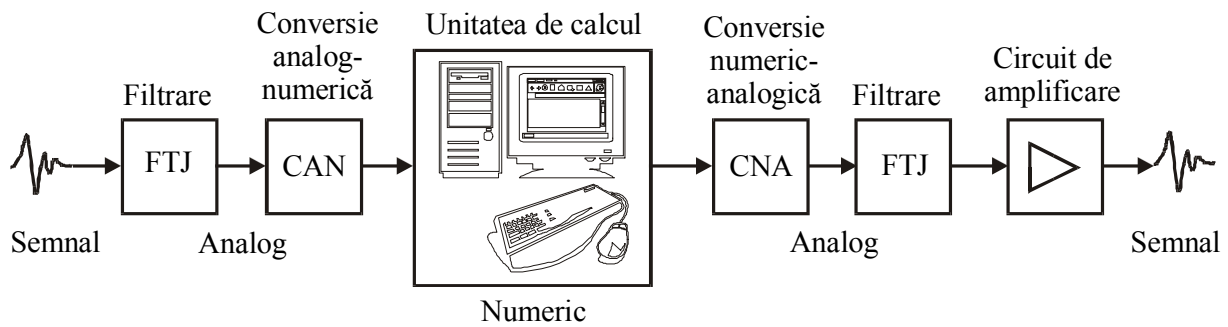 Conversie
analog-
numerică
Unitatea de calcul
Conversie
numeric-
analogică
Circuit de
amplificare
Filtrare
Filtrare
FTJ
CAN
CNA
FTJ
Semnal
Analog
Analog
Semnal
Numeric